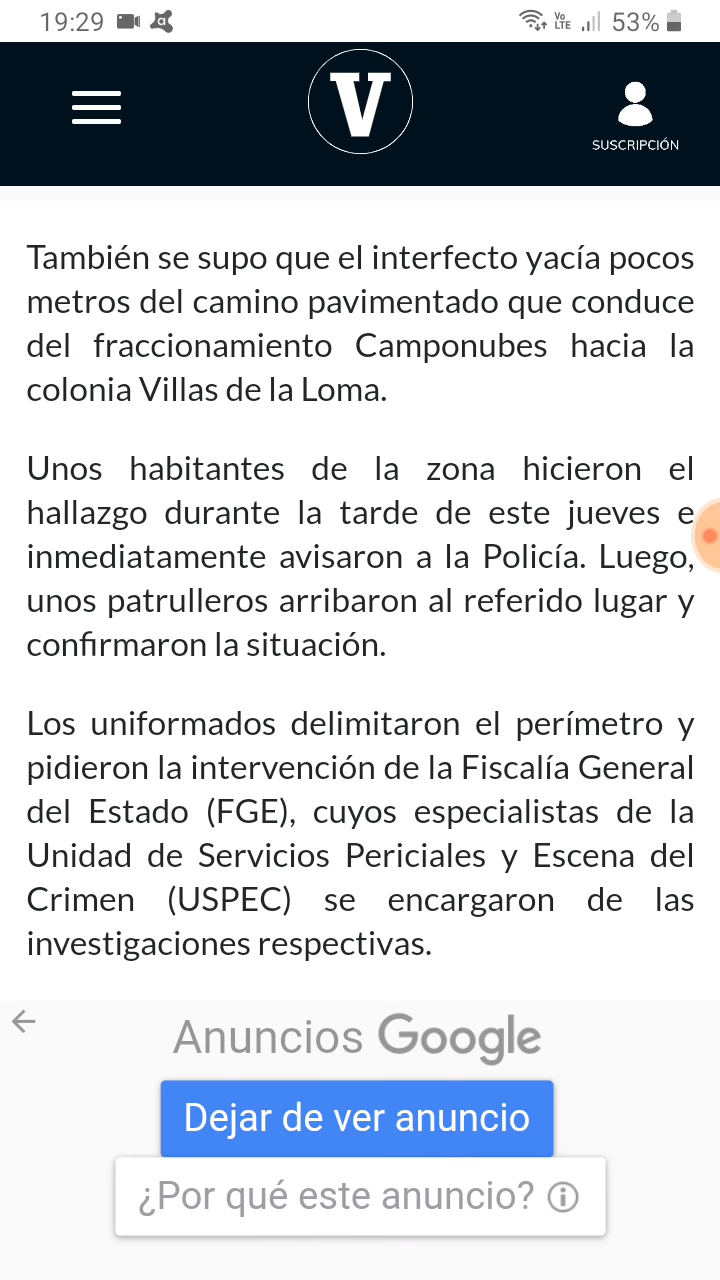 19:29
Vo LTE
53%
V
SUSCRIPCIÓN
También se supo que el interfecto yacía pocos
metros del camino pavimentado que conduce
del fraccionamiento Camponubes hacia la
colonia Villas de la Loma.
Unos habitantes de la zona hicieron el
hallazgo durante la tarde de este jueves e
inmediatamente avisaron a la Policía. Luego,
unos patrulleros arribaron al referido lugar y
confirmaron la situación.
Los uniformados delimitaron el perímetro y
pidieron la intervención de la Fiscalía General
del Estado (FGE), cuyos especialistas de la
Unidad de Servicios Periciales y Escena del
Crimen (USPEC) se encargaron de las
investigaciones respectivas.
Anuncios Google
Dejar de ver anuncio
¿Por qué este anuncio?